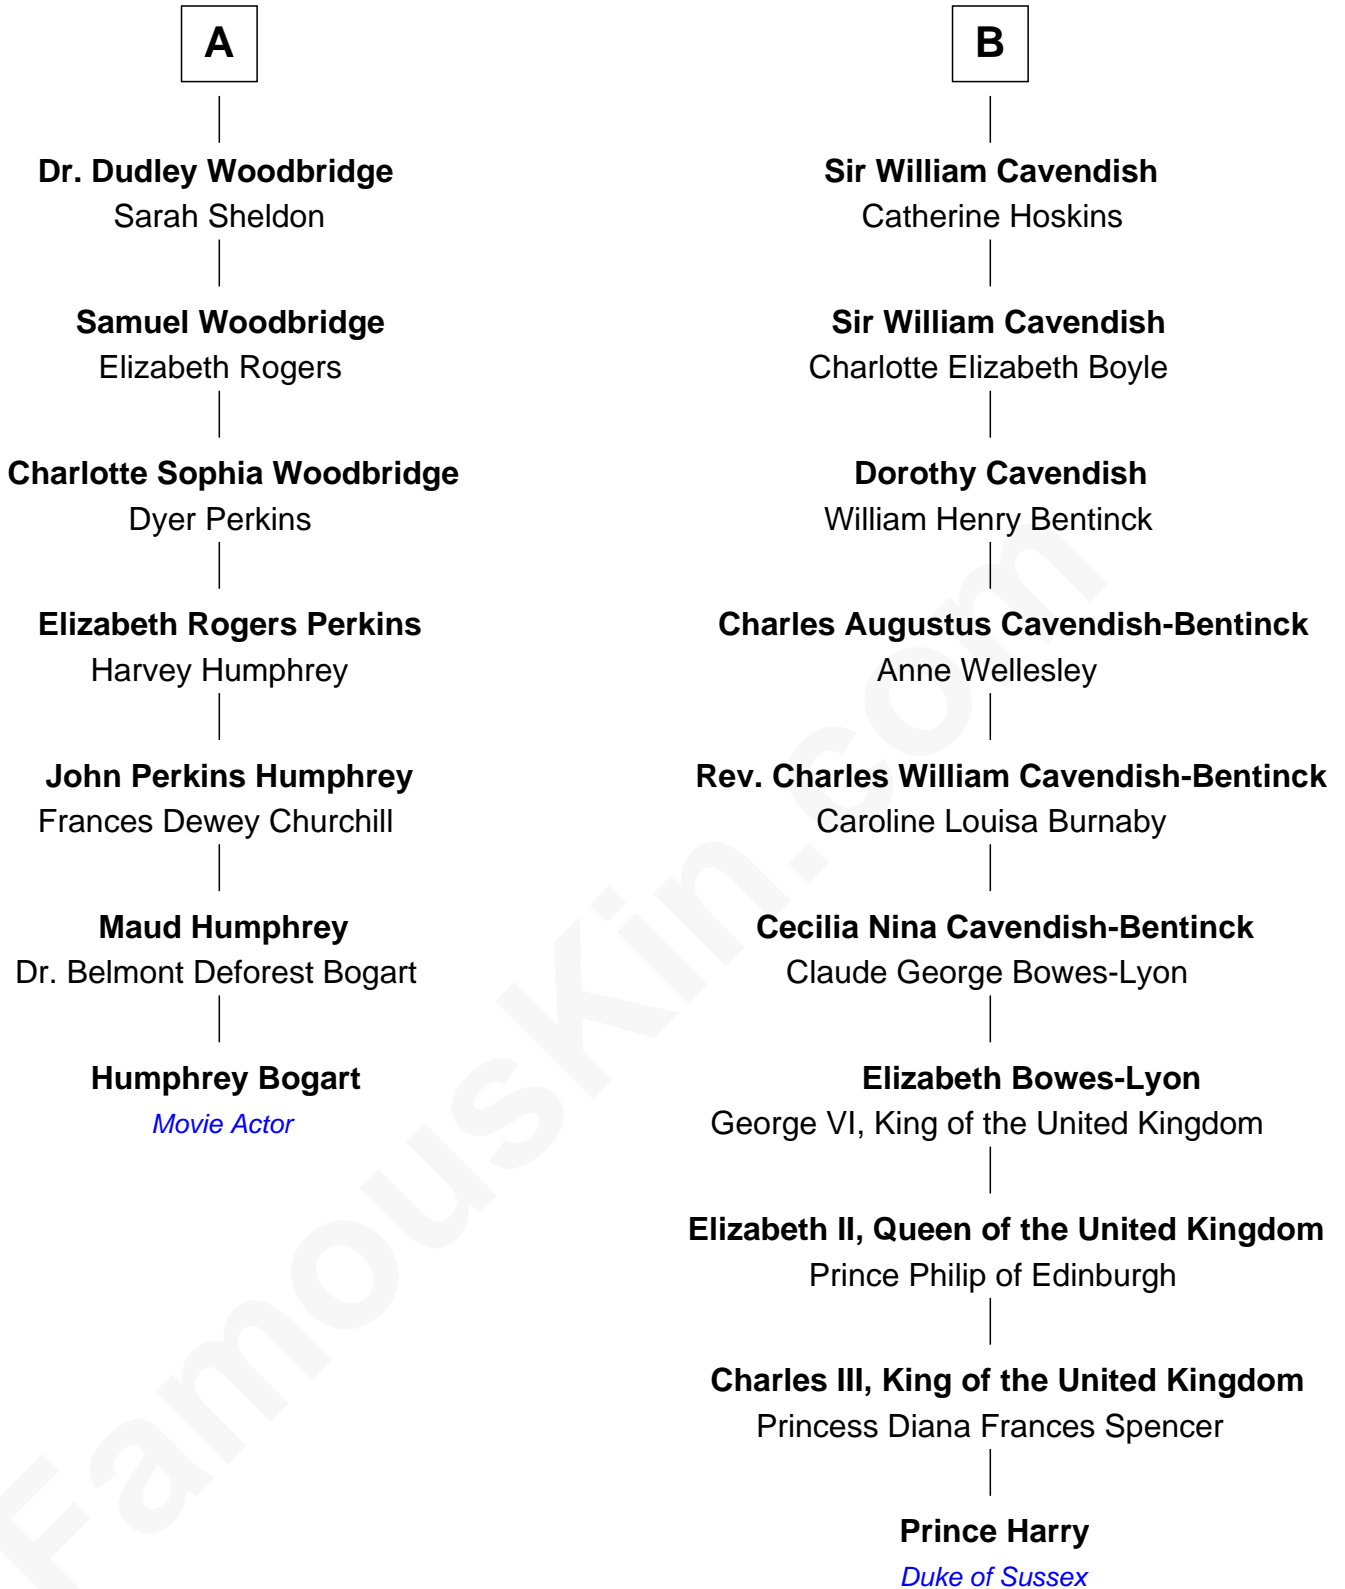 A
Dr. Dudley Woodbridge
Sarah Sheldon
Samuel Woodbridge
Elizabeth Rogers
Charlotte Sophia Woodbridge
Dyer Perkins
Elizabeth Rogers Perkins
Harvey Humphrey
John Perkins Humphrey
Frances Dewey Churchill
Maud Humphrey
Dr. Belmont Deforest Bogart
Humphrey Bogart
Movie Actor
B
Sir William Cavendish
Catherine Hoskins
Sir William Cavendish
Charlotte Elizabeth Boyle
Dorothy Cavendish
William Henry Bentinck
Charles Augustus Cavendish-Bentinck
Anne Wellesley
Rev. Charles William Cavendish-Bentinck
Caroline Louisa Burnaby
Cecilia Nina Cavendish-Bentinck
Claude George Bowes-Lyon
Elizabeth Bowes-Lyon
George VI, King of the United Kingdom
Elizabeth II, Queen of the United Kingdom
Prince Philip of Edinburgh
Charles III, King of the United Kingdom
Princess Diana Frances Spencer
Prince Harry
Duke of Sussex
FamousKin.com